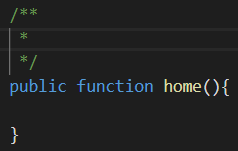 /**
 *
 */
public function home(){
}